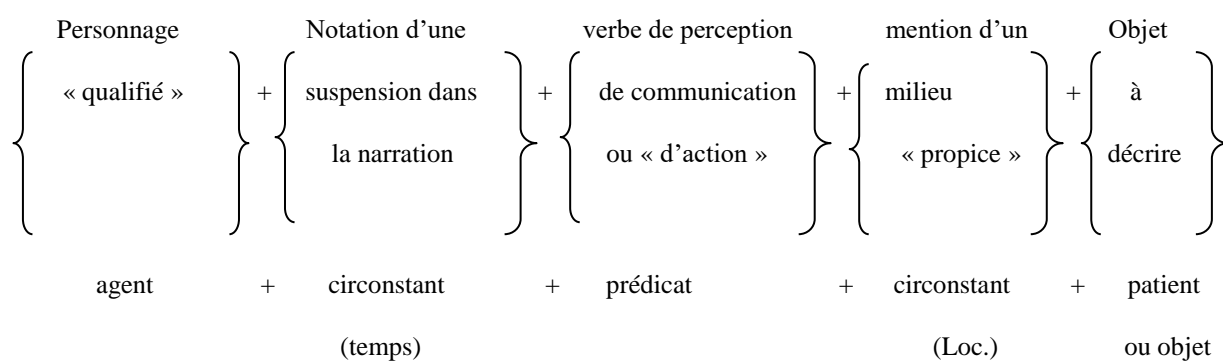 Personnage Notation d'une verbe de perception mention d'un Objet
« qualifié » + suspension dans + de communication + milieu + à
la narration ou « d'action » « propice » décrire
agent + circonstant + prédicat + circonstant + patient
(temps) (Loc.) ou objet